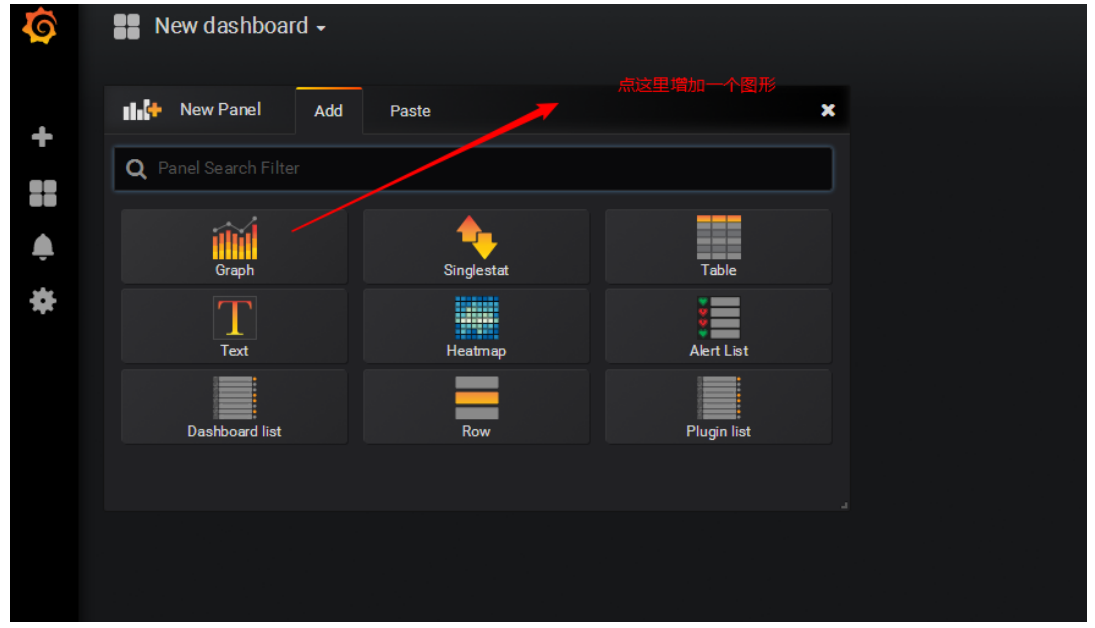 New dashboard
点这里增加一个图形
New Panel Add Paste
Panel Search Filter
Graph Singlestat Table
Text Heatmap Alert List
Dashboard list Row Plugin list